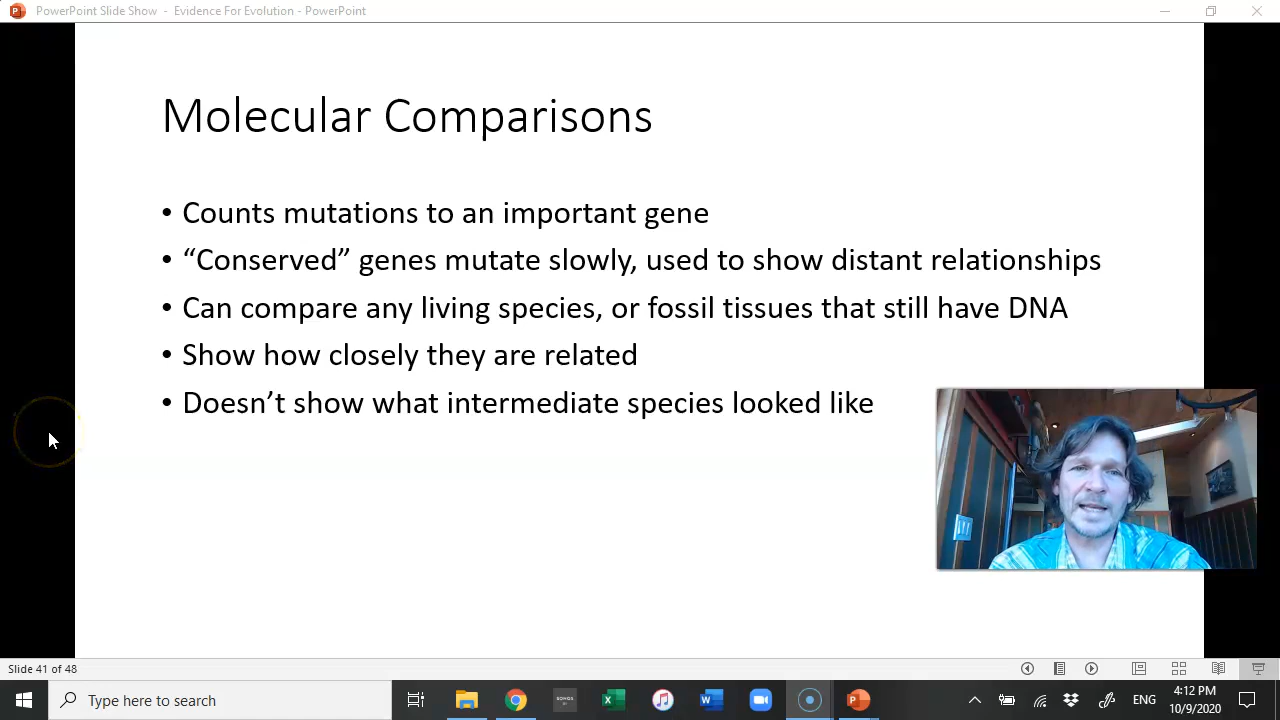 PowerPoint Slide Show - Evidence For Evolution - PowerPoint
Molecular Comparisons
• Counts mutations to an important gene
• “Conserved” genes mutate slowly, used to show distant relationships
• Can compare any living species, or fossil tissues that still have DNA
• Show how closely they are related
• Doesn’t show what intermediate species looked like
Slide 41 of 48
Type here to search
SONOS
ENG
4:12 PM
10/9/2020